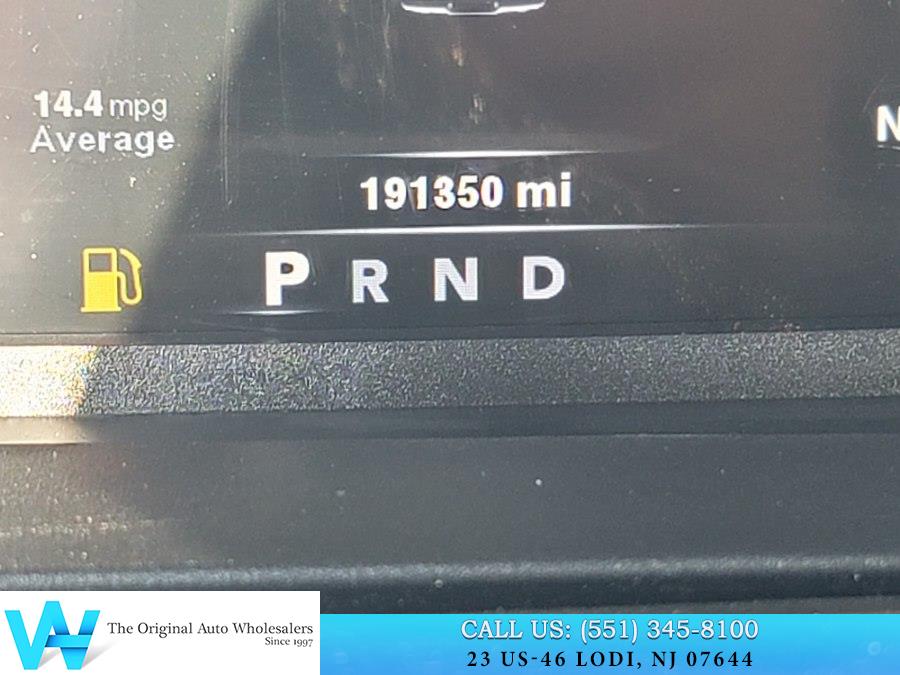 14.4 mpg
Average
N
191350 mi
P R N D
The Original Auto Wholesalers
Since 1997
CALL US: (551) 345-8100
23 US-46 LODI, NJ 07644